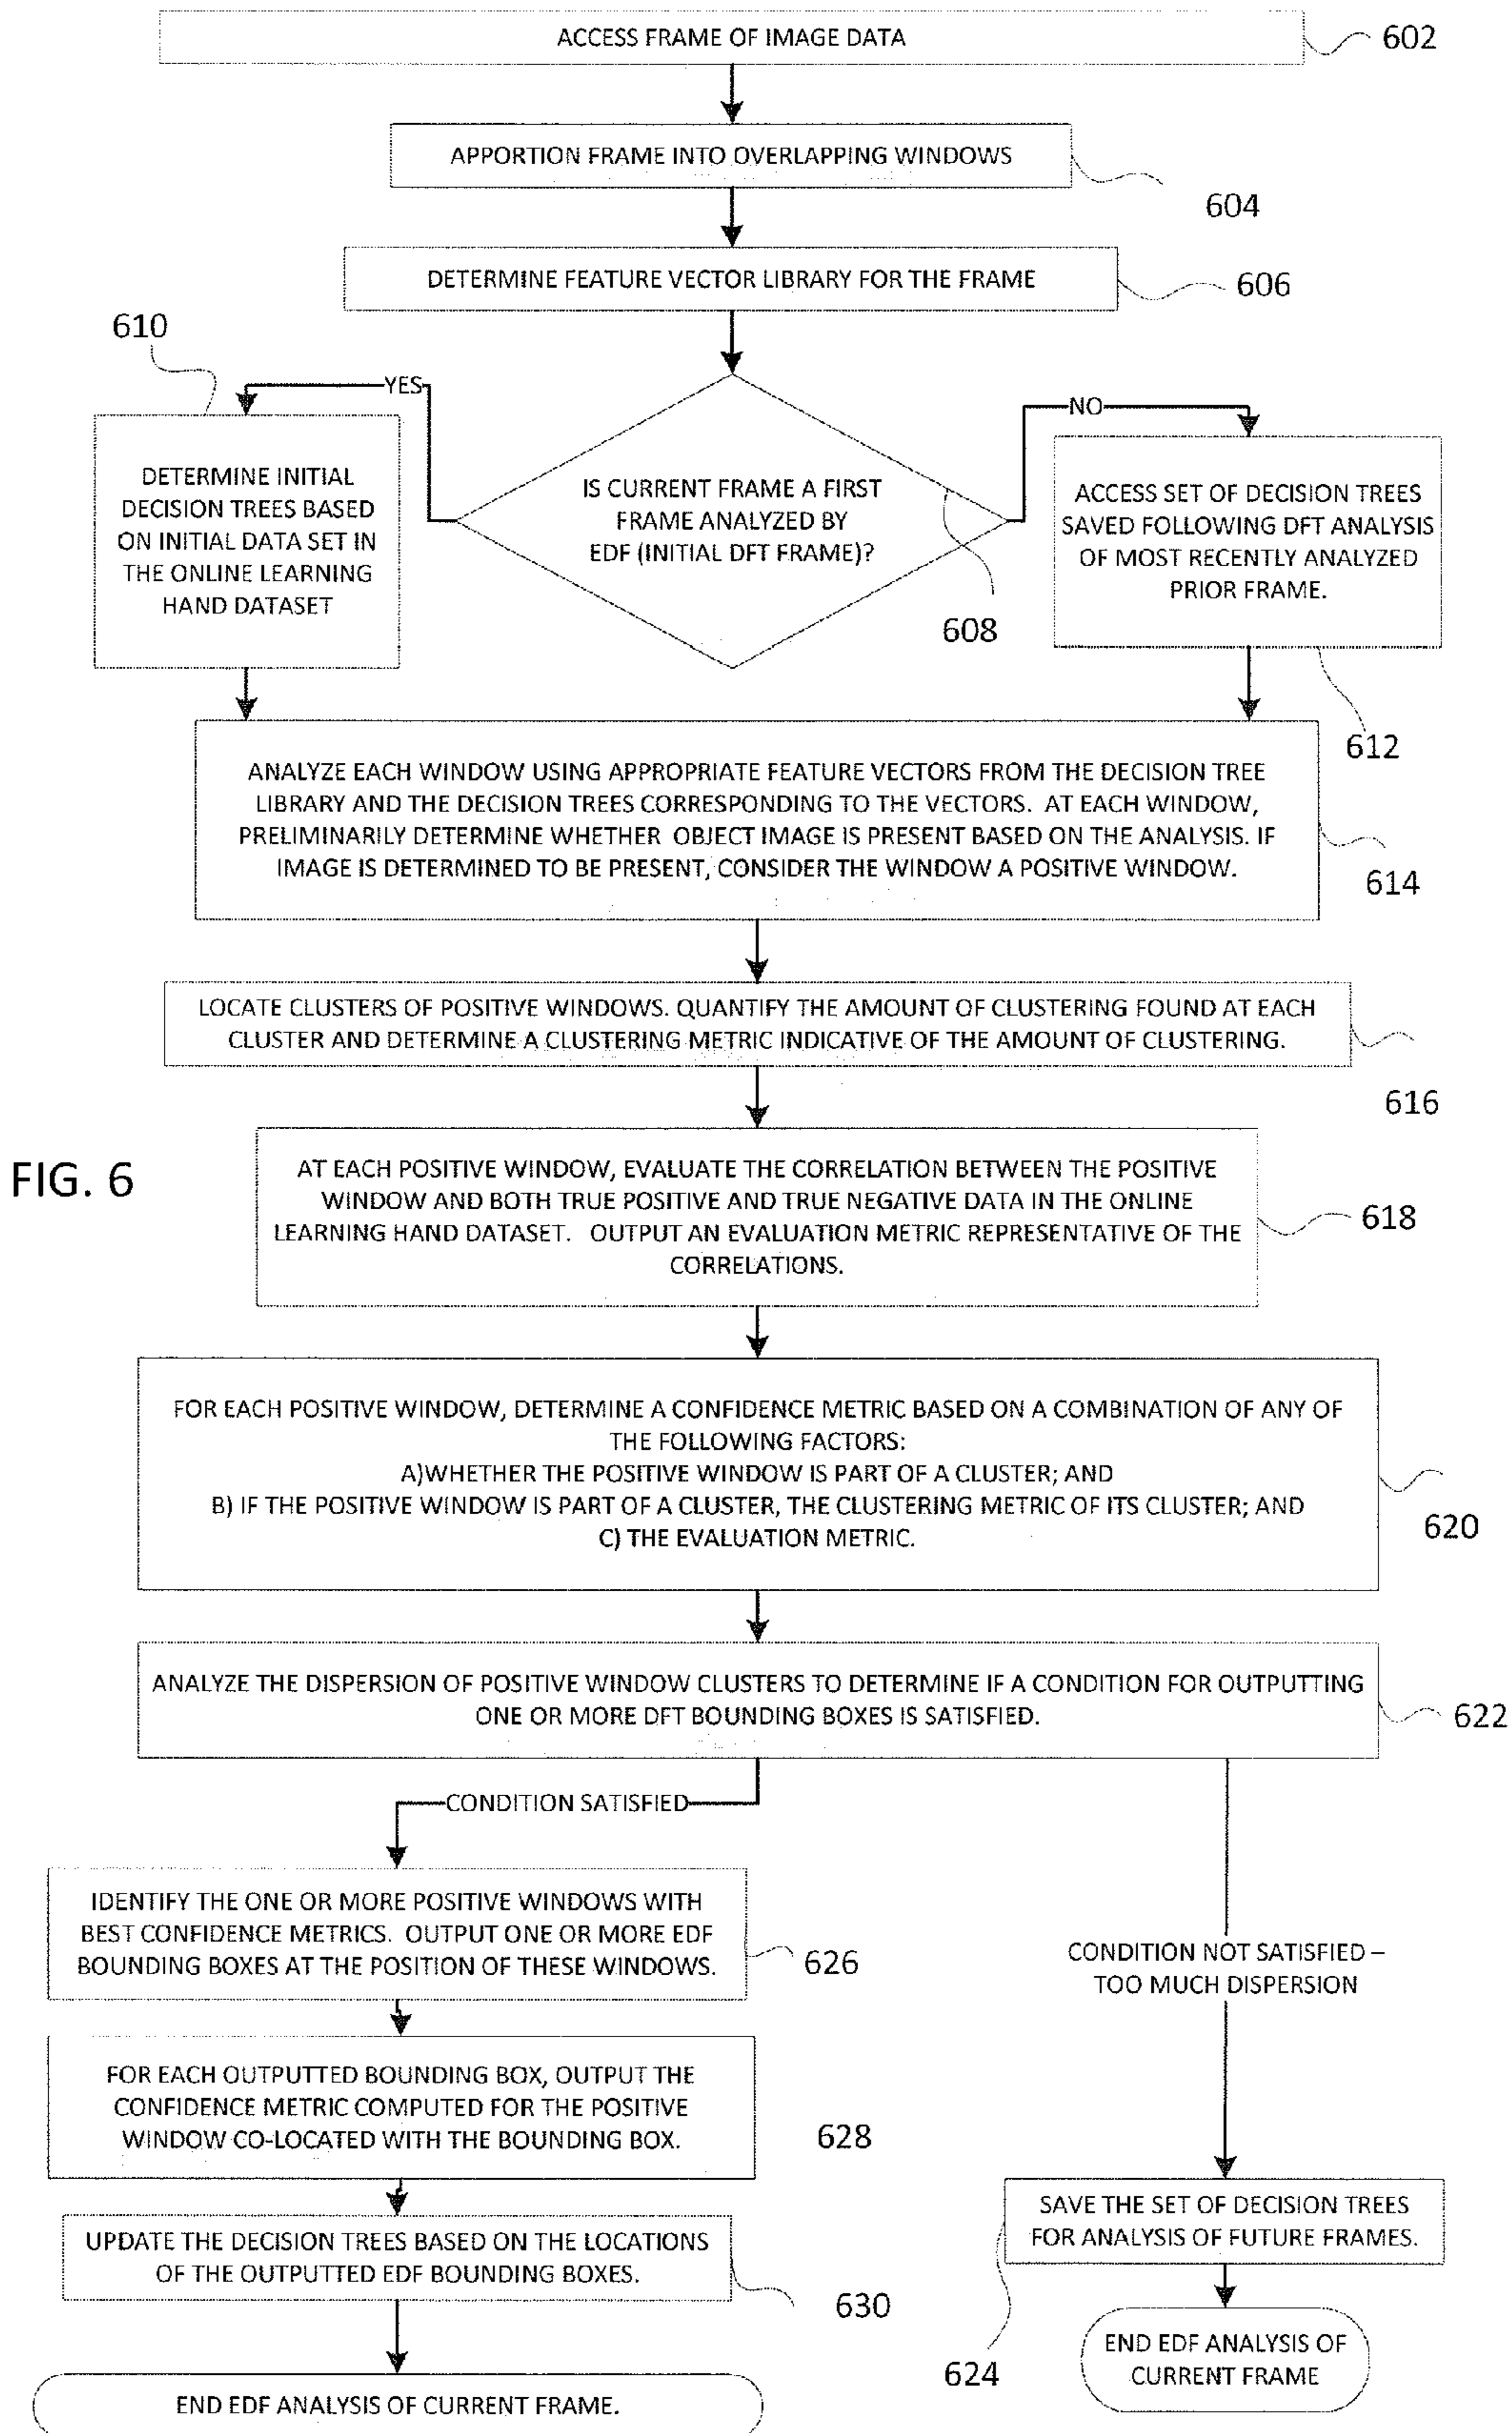 ACCESS FRAME OF IMAGE DATA
602
APPORTION FRAME INTO OVERLAPPING WINDOWS
604
DETERMINE FEATURE VECTOR LIBRARY FOR THE FRAME
606
610
YES
NO
DETERMINE INITIAL
DECISION TREES BASED
ON INITIAL DATA SET IN
THE ONLINE LEARNING
HAND DATASET
IS CURRENT FRAME A FIRST
FRAME ANALYZED BY
EDF (INITIAL DFT FRAME)?
608
ACCESS SET OF DECISION TREES
SAVED FOLLOWING DFT ANALYSIS
OF MOST RECENTLY ANALYZED
PRIOR FRAME.
612
ANALYZE EACH WINDOW USING APPROPRIATE FEATURE VECTORS FROM THE DECISION TREE
LIBRARY AND THE DECISION TREES CORRESPONDING TO THE VECTORS. AT EACH WINDOW,
PRELIMINARILY DETERMINE WHETHER OBJECT IMAGE IS PRESENT BASED ON THE ANALYSIS. IF
IMAGE IS DETERMINED TO BE PRESENT, CONSIDER THE WINDOW A POSITIVE WINDOW.
614
LOCATE CLUSTERS OF POSITIVE WINDOWS. QUANTIFY THE AMOUNT OF CLUSTERING FOUND AT EACH
CLUSTER AND DETERMINE A CLUSTERING METRIC INDICATIVE OF THE AMOUNT OF CLUSTERING.
616
FIG. 6
AT EACH POSITIVE WINDOW, EVALUATE THE CORRELATION BETWEEN THE POSITIVE
WINDOW AND BOTH TRUE POSITIVE AND TRUE NEGATIVE DATA IN THE ONLINE
LEARNING HAND DATASET. OUTPUT AN EVALUATION METRIC REPRESENTATIVE OF THE
CORRELATIONS.
618
FOR EACH POSITIVE WINDOW, DETERMINE A CONFIDENCE METRIC BASED ON A COMBINATION OF ANY OF
THE FOLLOWING FACTORS:
A)WHETHER THE POSITIVE WINDOW IS PART OF A CLUSTER; AND
B) IF THE POSITIVE WINDOW IS PART OF A CLUSTER, THE CLUSTERING METRIC OF ITS CLUSTER; AND
C) THE EVALUATION METRIC.
620
ANALYZE THE DISPERSION OF POSITIVE WINDOW CLUSTERS TO DETERMINE IF A CONDITION FOR OUTPUTTING
ONE OR MORE DFT BOUNDING BOXES IS SATISFIED.
622
CONDITION SATISFIED
IDENTIFY THE ONE OR MORE POSITIVE WINDOWS WITH
BEST CONFIDENCE METRICS. OUTPUT ONE OR MORE EDF
BOUNDING BOXES AT THE POSITION OF THESE WINDOWS.
626
CONDITION NOT SATISFIED –
TOO MUCH DISPERSION
FOR EACH OUTPUTTED BOUNDING BOX, OUTPUT THE
CONFIDENCE METRIC COMPUTED FOR THE POSITIVE
WINDOW CO-LOCATED WITH THE BOUNDING BOX.
628
SAVE THE SET OF DECISION TREES
FOR ANALYSIS OF FUTURE FRAMES.
624
UPDATE THE DECISION TREES BASED ON THE LOCATIONS
OF THE OUTPUTTED EDF BOUNDING BOXES.
630
END EDF ANALYSIS OF
CURRENT FRAME
END EDF ANALYSIS OF CURRENT FRAME.